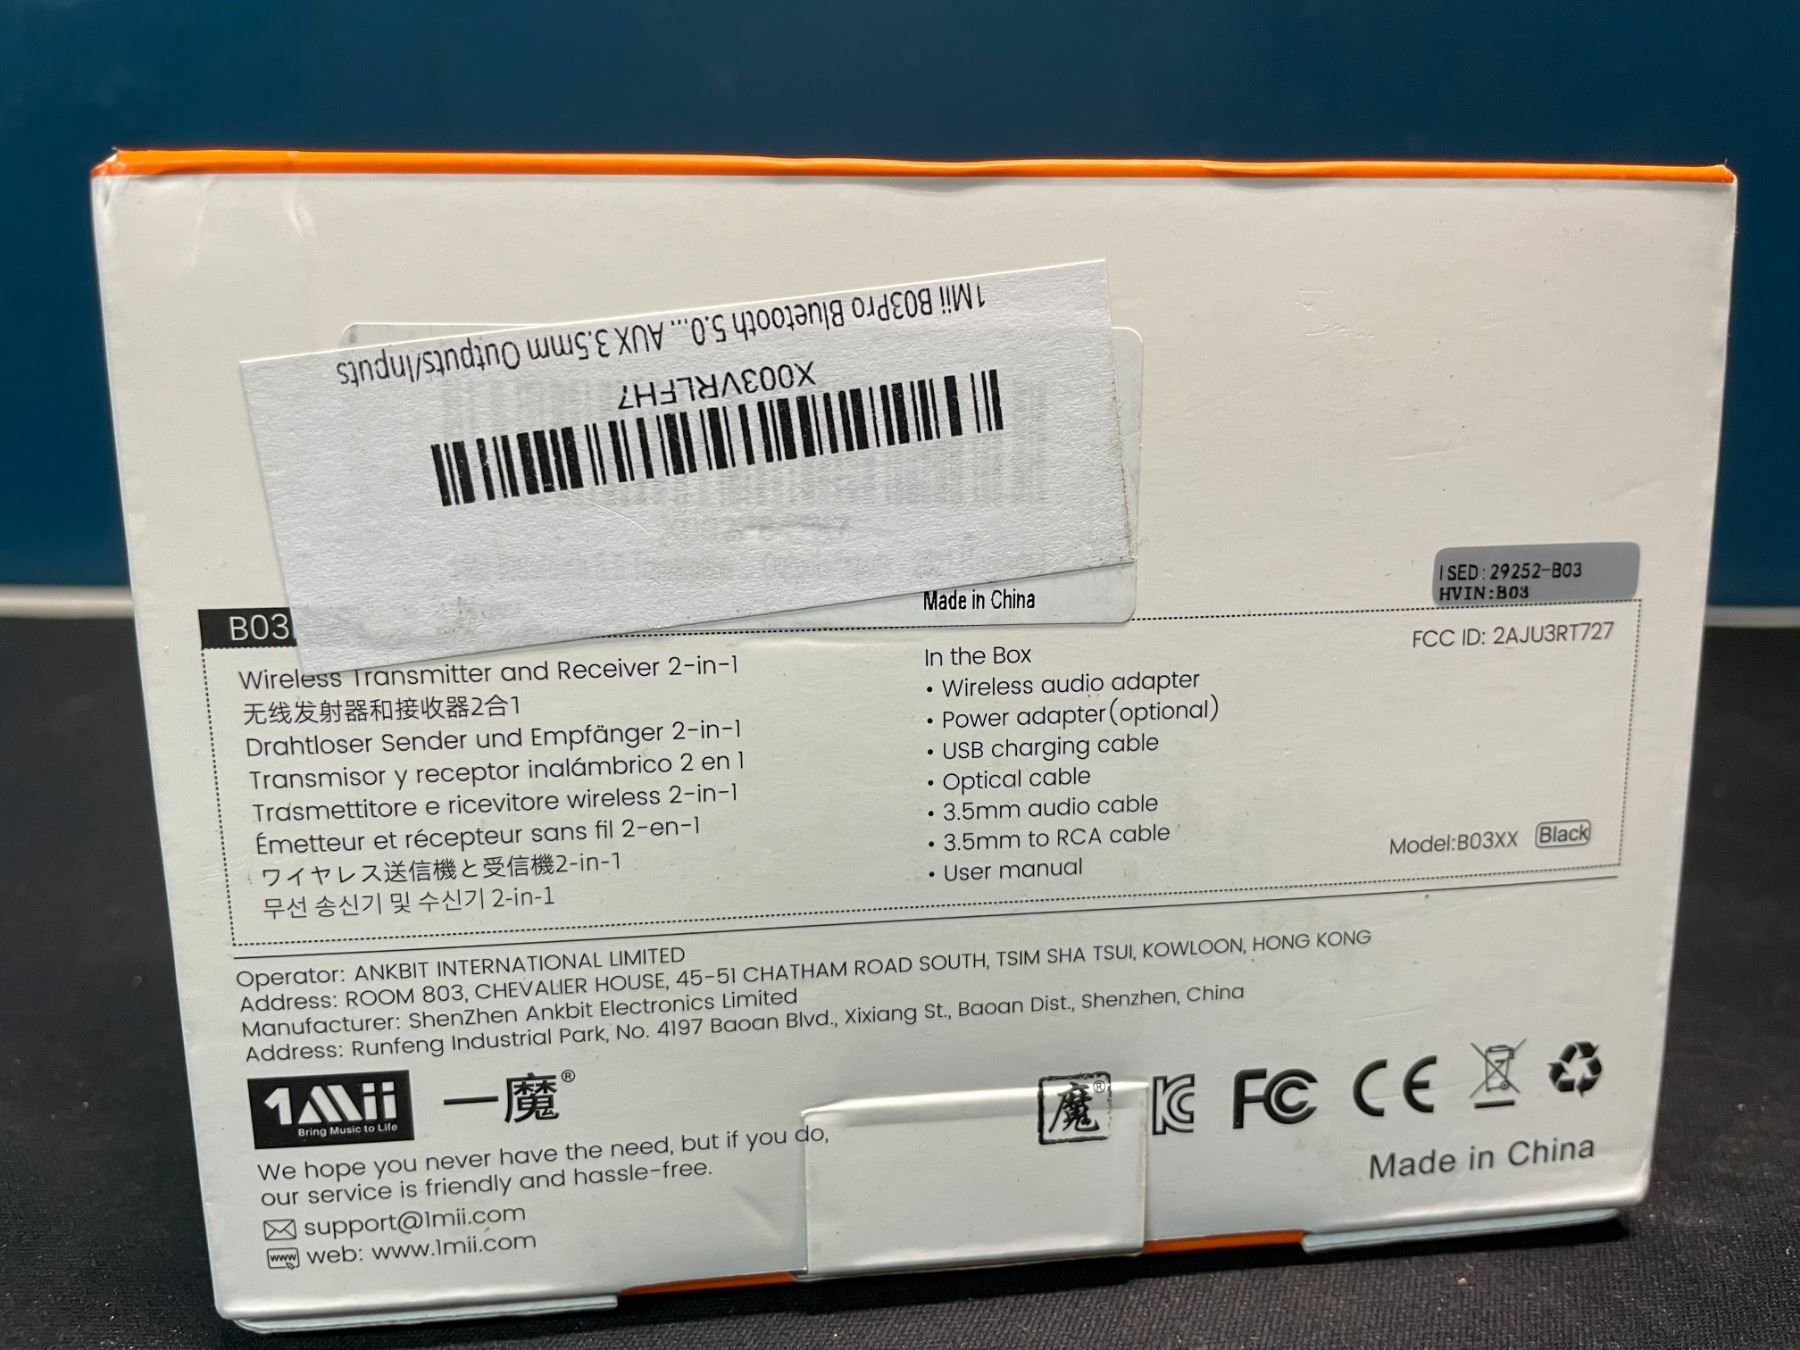 1Mii B03Pro Bluetooth 5.0... AUX 3.5mm Outputs/Inputs
X003VRLFH7
Made in China
ISED:29252-B03
HVIN:B03
B03
FCC ID: 2AJU3RT727
Wireless Transmitter and Receiver 2-in-1
无线发射器和接收器2合1
Drahtloser Sender und Empfänger 2-in-1
Transmisor y receptor inalámbrico 2 en 1
Trasmettitore e ricevitore wireless 2-in-1
Émetteur et récepteur sans fil 2-en-1
ワイヤレス送信機と受信機2-in-1
무선 송신기 및 수신기 2-in-1
In the Box
• Wireless audio adapter
• Power adapter(optional)
• USB charging cable
• Optical cable
• 3.5mm audio cable
• 3.5mm to RCA cable
• User manual
Model:B03XX Black
Operator: ANKBIT INTERNATIONAL LIMITED
Address: ROOM 803, CHEVALIER HOUSE, 45-51 CHATHAM ROAD SOUTH, TSIM SHA TSUI, KOWLOON, HONG KONG
Manufacturer: ShenZhen Ankbit Electronics Limited
Address: Runfeng Industrial Park, No. 4197 Baoan Blvd., Xixiang St., Baoan Dist., Shenzhen, China
1Mii 一魔®
Bring Music to Life
魔® KC FC CE
We hope you never have the need, but if you do,
our service is friendly and hassle-free.
support@1mii.com
www web: www.1mii.com
Made in China